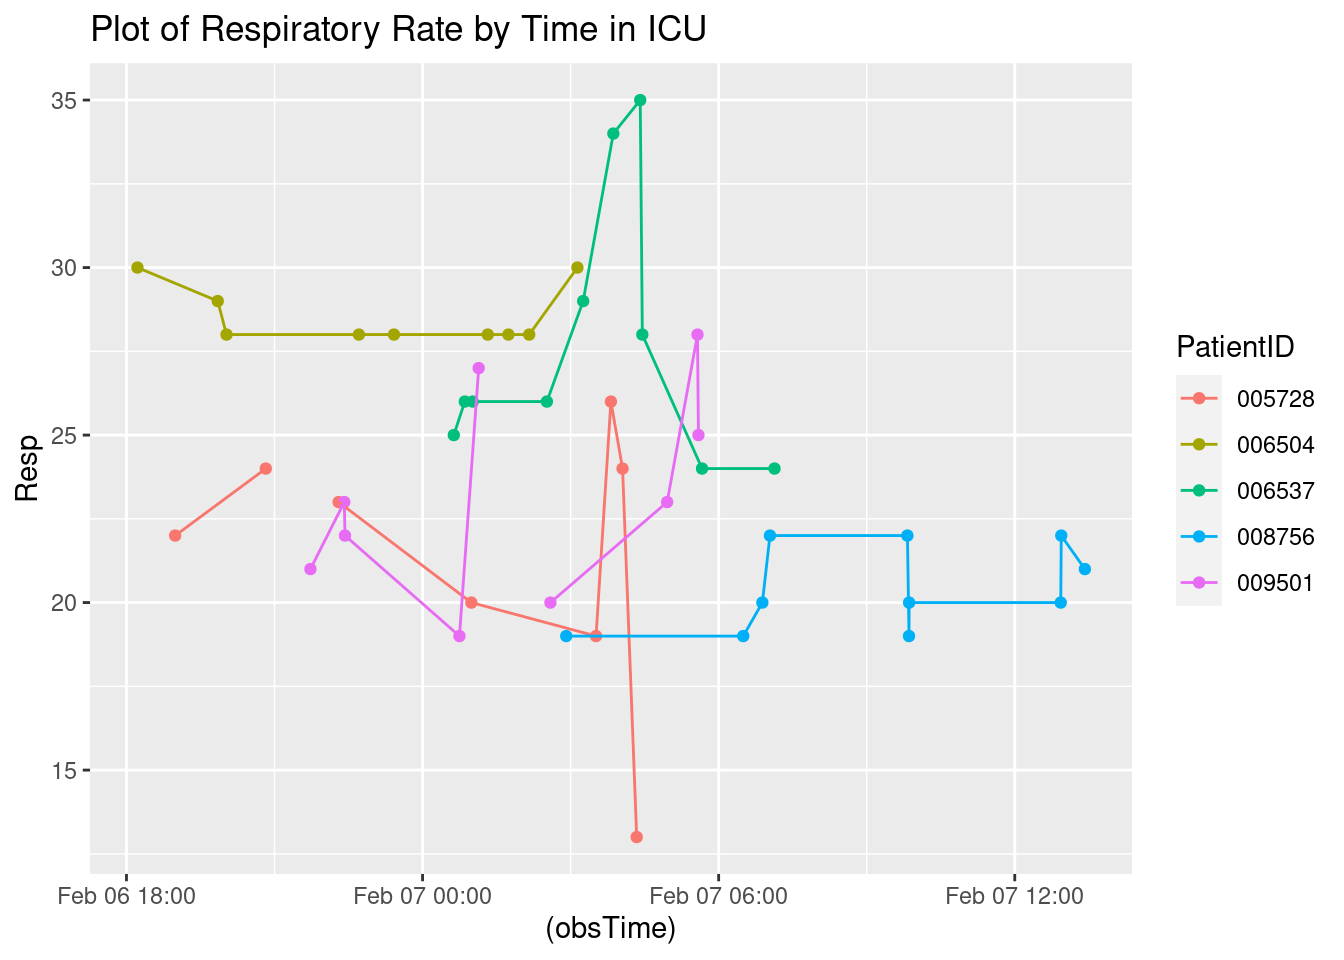 Plot of Respiratory Rate by Time in ICU
35
30
25
20
15
Resp
Feb 06 18:00 Feb 07 00:00 Feb 07 06:00 Feb 07 12:00
(obsTime)
PatientID
005728
006504
006537
008756
009501